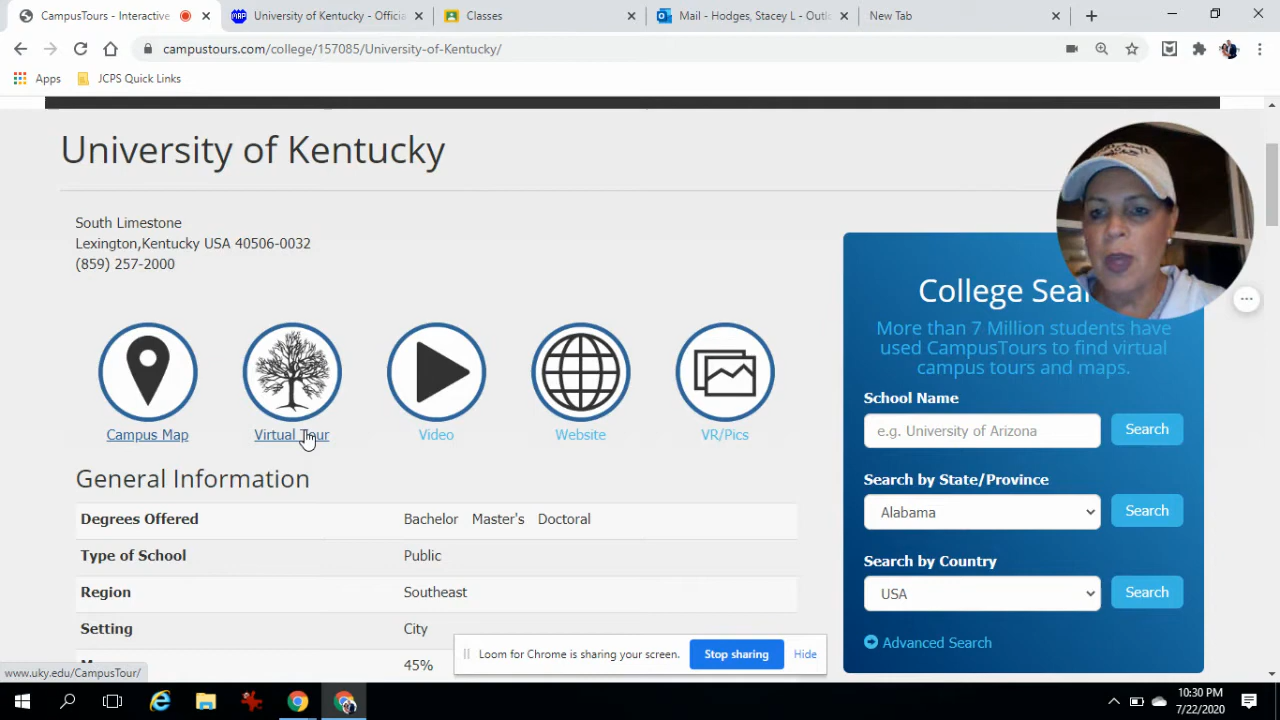 CampusTours - Interactive
University of Kentucky - Officia
Classes
Mail - Hodges, Stacey L - Outlo
New Tab
campustours.com/college/157085/University-of-Kentucky/
Apps
JCPS Quick Links
University of Kentucky
South Limestone
Lexington,Kentucky USA 40506-0032
(859) 257-2000
Campus Map
Virtual Tour
Video
Website
VR/Pics
General Information
Degrees Offered Bachelor Master's Doctoral
Type of School Public
Region Southeast
Setting City
45%
College Sea
More than 7 Million students have
used CampusTours to find virtual
campus tours and maps.
School Name
e.g. University of Arizona
Search
Search by State/Province
Alabama
Search
Search by Country
USA
Search
Advanced Search
Loom for Chrome is sharing your screen.
Stop sharing
Hide
www.uky.edu/CampusTour/
10:30 PM
7/22/2020